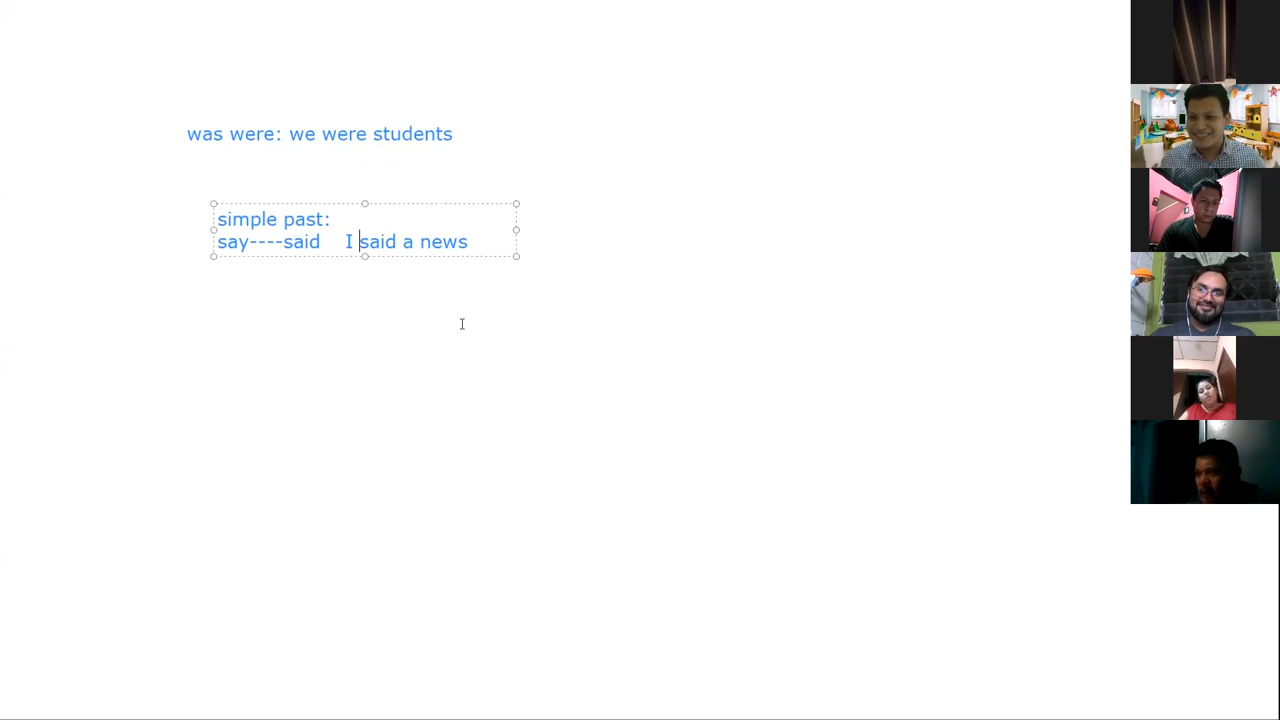 was were: we were students
simple past:
say----said I said a news